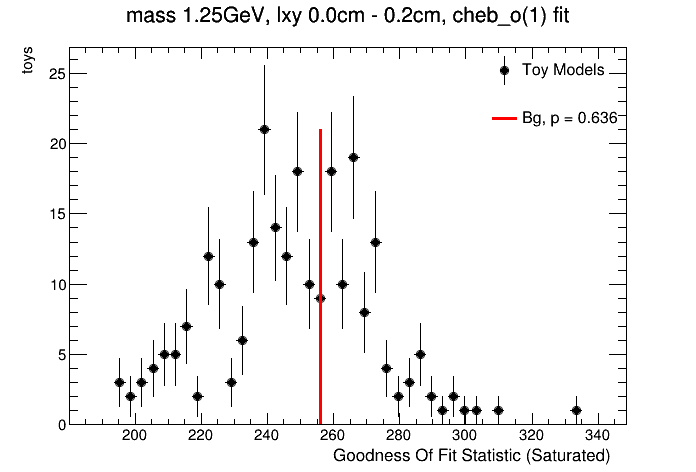 mass 1.25GeV, lxy 0.0cm - 0.2cm, cheb_o(1) fit
toys
25
20
15
10
5
0
Toy Models
Bg, p = 0.636
200 220 240 260 280 300 320 340
Goodness Of Fit Statistic (Saturated)